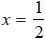 x = 1/2